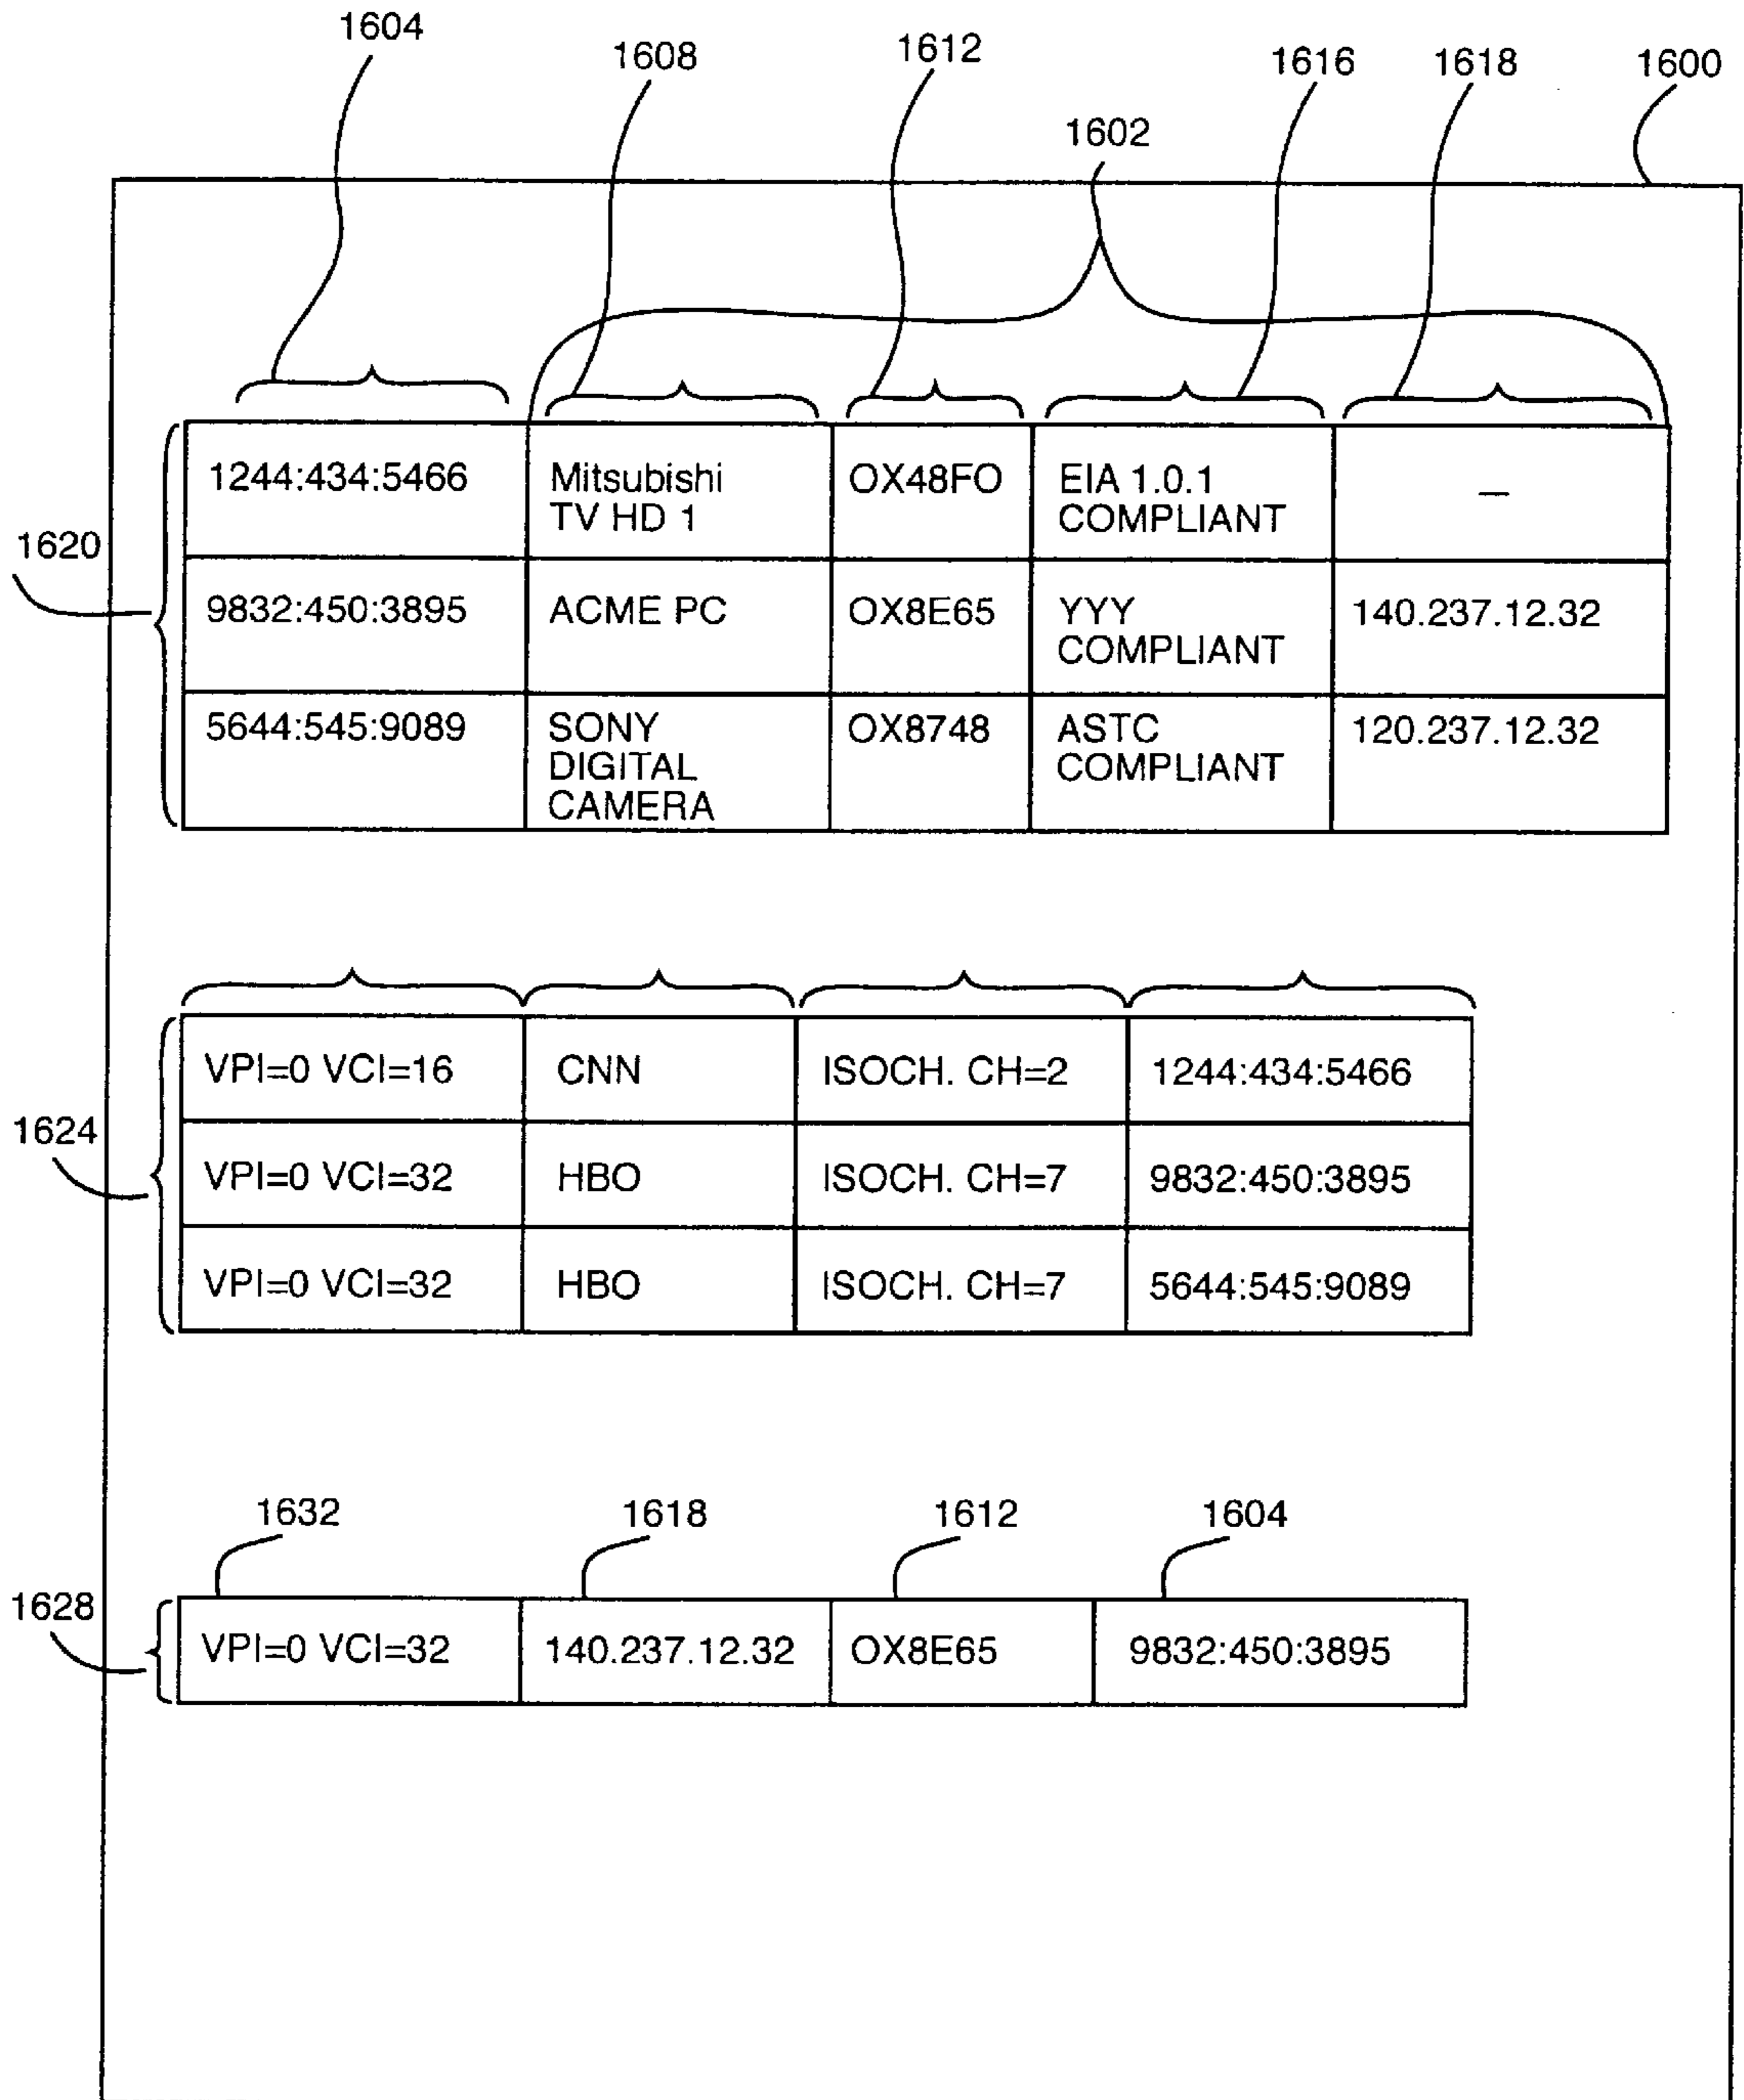 1604 1608 1612 1616 1618 1600
1602
1620
1244:434:5466 Mitsubishi TV HD 1 OX48FO EIA 1.0.1 COMPLIANT —
9832:450:3895 ACME PC OX8E65 YYY COMPLIANT 140.237.12.32
5644:545:9089 SONY DIGITAL CAMERA OX8748 ASTC COMPLIANT 120.237.12.32
1624
VPI=0 VCI=16 CNN ISOCH. CH=2 1244:434:5466
VPI=0 VCI=32 HBO ISOCH. CH=7 9832:450:3895
VPI=0 VCI=32 HBO ISOCH. CH=7 5644:545:9089
1632 1618 1612 1604
1628
VPI=0 VCI=32 140.237.12.32 OX8E65 9832:450:3895